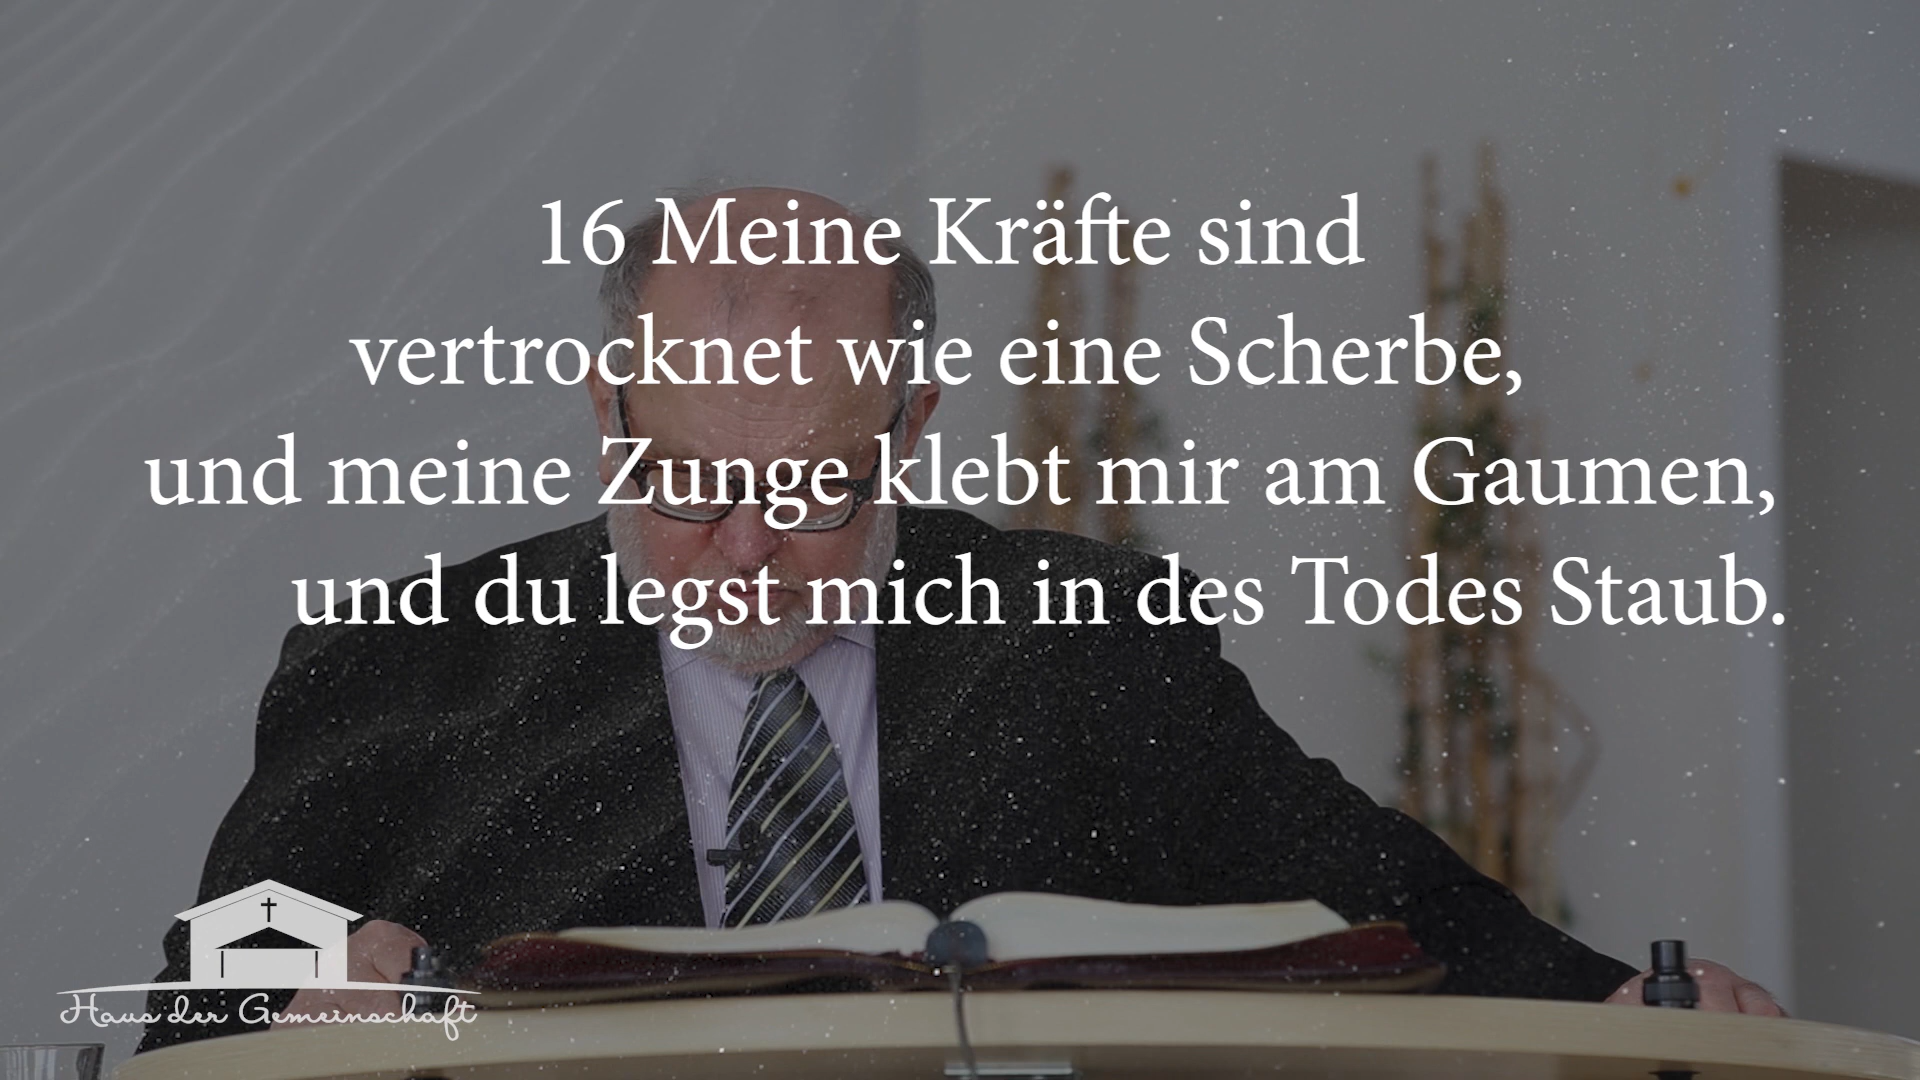 16 Meine Kräfte sind
vertrocknet wie eine Scherbe,
und meine Zunge klebt mir am Gaumen,
und du legst mich in des Todes Staub.
Haus der Gemeinschaft